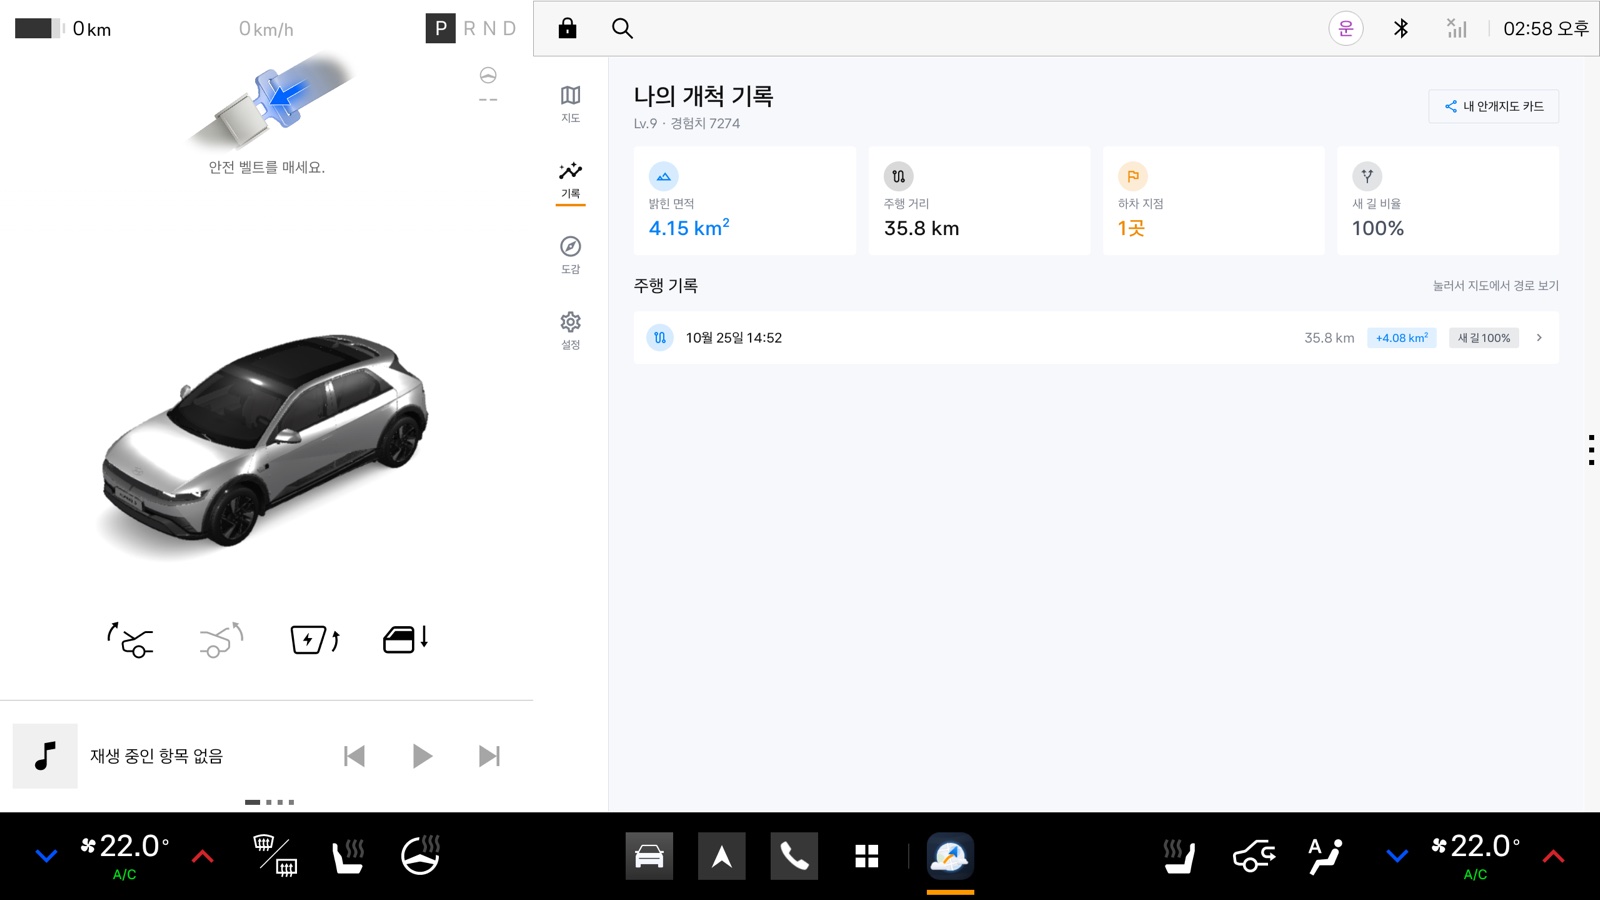 0 km
0 km/h
P R N D
운
02:58 오후
--
안전 벨트를 매세요.
지도
기록
도감
설정
나의 개척 기록
Lv.9 · 경험치 7274
내 안개지도 카드
밝힌 면적
4.15 km²
주행 거리
35.8 km
하차 지점
1곳
새 길 비율
100%
주행 기록
눌러서 지도에서 경로 보기
10월 25일 14:52
35.8 km
+4.08 km²
새 길 100%
재생 중인 항목 없음
22.0°
A/C
A
22.0°
A/C